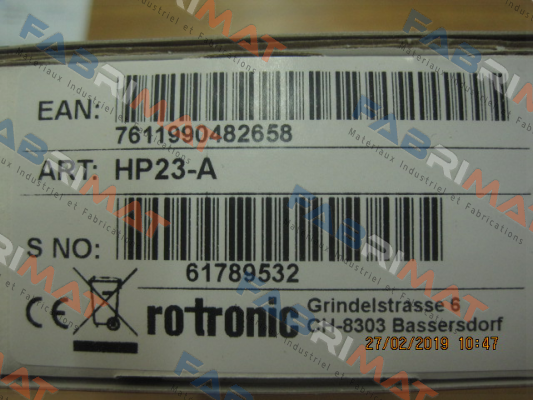 EAN:
7611990482658
ART: HP23-A
S NO:
61789532
CE rotronic Grindelstrasse 6
CH-8303 Bassersdorf
27/02/2019 10:47
FABRIMAT
Matériaux Industriel et Fabrications